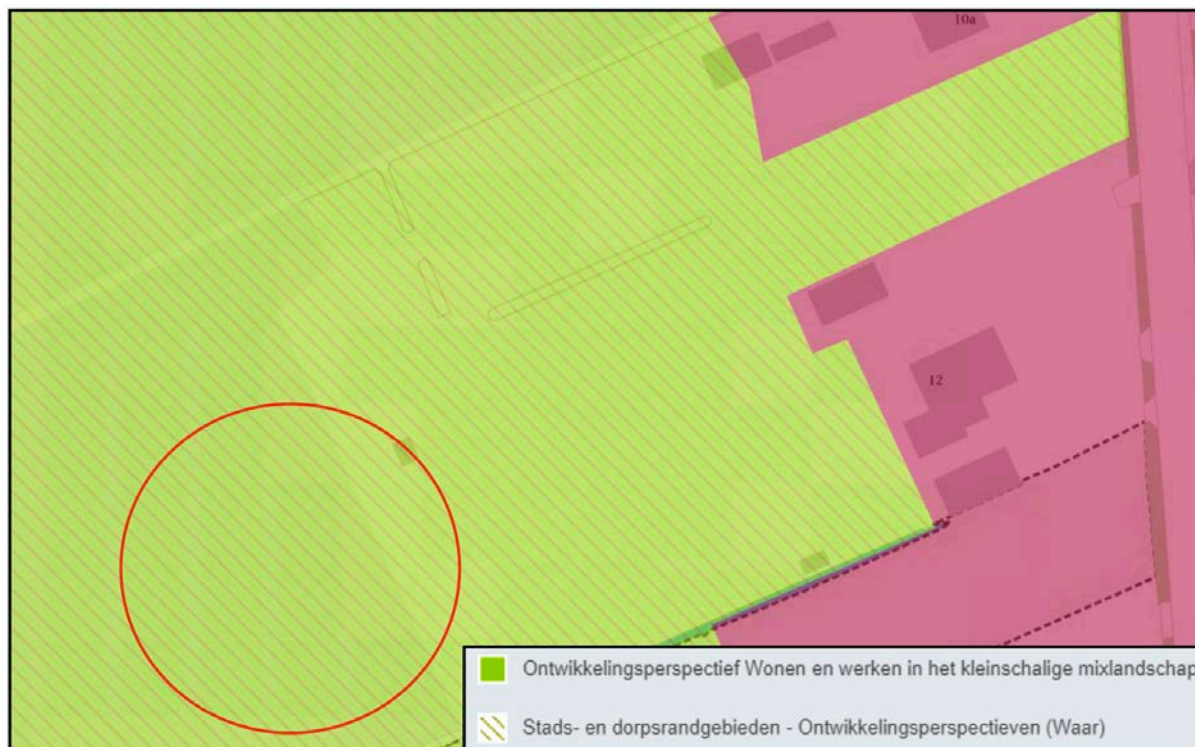 10a
12
Ontwikkelingsperspectief Wonen en werken in het kleinschalige mixlandschap
Stads- en dorpsrandgebieden - Ontwikkelingsperspectieven (Waar)